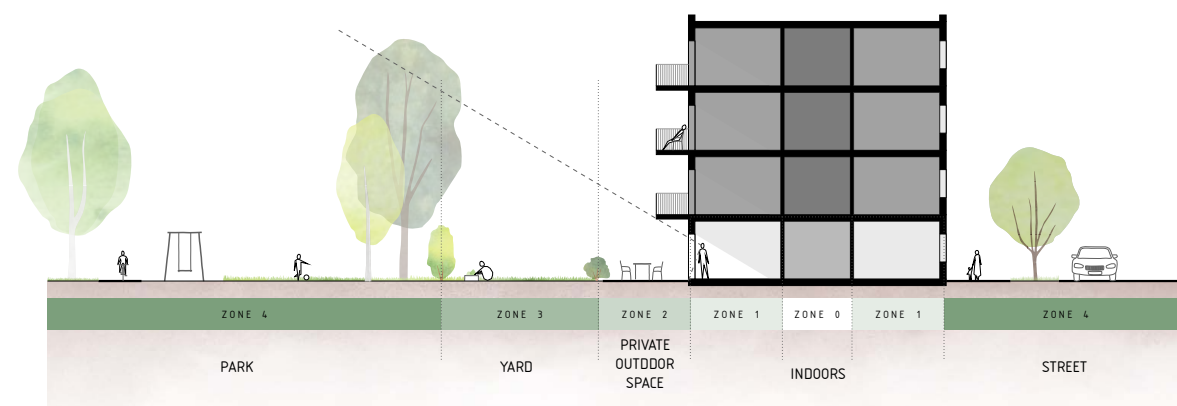 ZONE 4
ZONE 3
ZONE 2
ZONE 1
ZONE 0
ZONE 1
ZONE 4
PARK
YARD
PRIVATE
OUTDDOR
SPACE
INDOORS
STREET